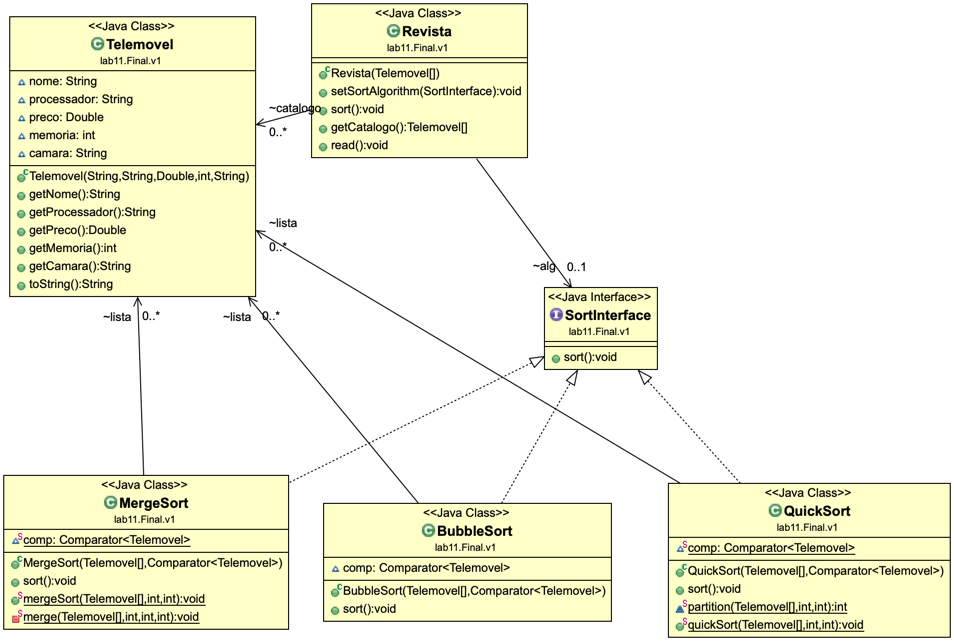 <<Java Class>>
Telemovel
lab11.Final.v1
nome: String
processador: String
preco: Double
memoria: int
camara: String
Telemovel(String,String,Double,int,String)
getNome():String
getProcessador():String
getPreco():Double
getMemoria():int
getCamara():String
toString():String
<<Java Class>>
Revista
lab11.Final.v1
Revista(Telemovel[])
setSortAlgorithm(SortInterface):void
sort():void
getCatalogo():Telemovel[]
read():void
~catalogo
0..*
~lista
0..*
~alg 0..1
<<Java Interface>>
SortInterface
lab11.Final.v1
sort():void
~lista 0..*
~lista 0..*
<<Java Class>>
MergeSort
lab11.Final.v1
comp: Comparator<Telemovel>
MergeSort(Telemovel[],Comparator<Telemovel>)
sort():void
mergeSort(Telemovel[],int,int):void
merge(Telemovel[],int,int,int):void
<<Java Class>>
BubbleSort
lab11.Final.v1
comp: Comparator<Telemovel>
BubbleSort(Telemovel[],Comparator<Telemovel>)
sort():void
<<Java Class>>
QuickSort
lab11.Final.v1
comp: Comparator<Telemovel>
QuickSort(Telemovel[],Comparator<Telemovel>)
sort():void
partition(Telemovel[],int,int):int
quickSort(Telemovel[],int,int):void